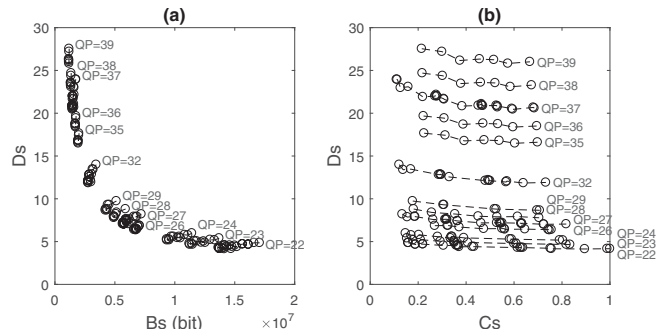 (a)
(b)
30
25
20
15
10
5
0
Ds
QP=39
QP=38
QP=37
QP=36
QP=35
QP=32
QP=29
QP=28
QP=27
QP=26
QP=24
QP=23
QP=22
0
0.5
1
1.5
2
Bs (bit)
×10⁷
30
25
20
15
10
5
0
Ds
QP=39
QP=38
QP=37
QP=36
QP=35
QP=32
QP=29
QP=28
QP=27
QP=26
QP=24
QP=23
QP=22
0.2
0.4
0.6
0.8
1
Cs